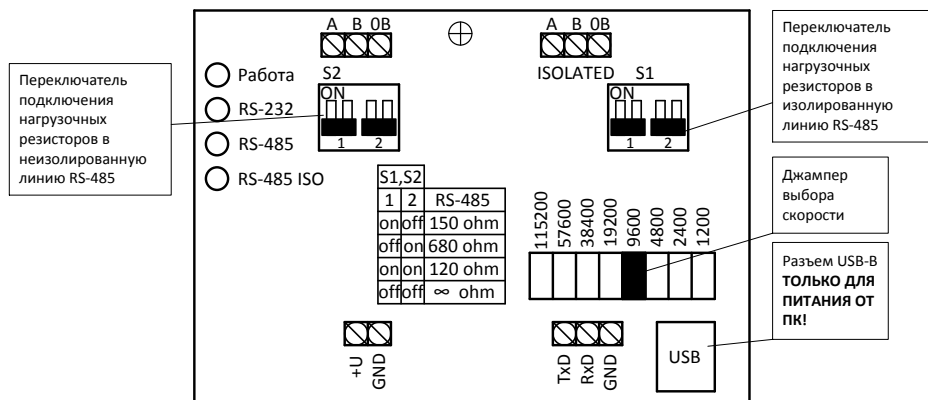 A B 0В
A B 0В
Переключатель
подключения
нагрузочных
резисторов в
неизолированную
линию RS-485
Работа
RS-232
RS-485
RS-485 ISO
S2
ON
1 2
ISOLATED S1
ON
1 2
Переключатель
подключения
нагрузочных
резисторов в
изолированную
линию RS-485
S1,S2
1 2 RS-485
on off 150 ohm
off on 680 ohm
on on 120 ohm
off off ∞ ohm
115200
57600
38400
19200
9600
4800
2400
1200
Джампер
выбора
скорости
Разъем USB-B
ТОЛЬКО ДЛЯ
ПИТАНИЯ ОТ
ПК!
+U
GND
TxD
RxD
GND
USB